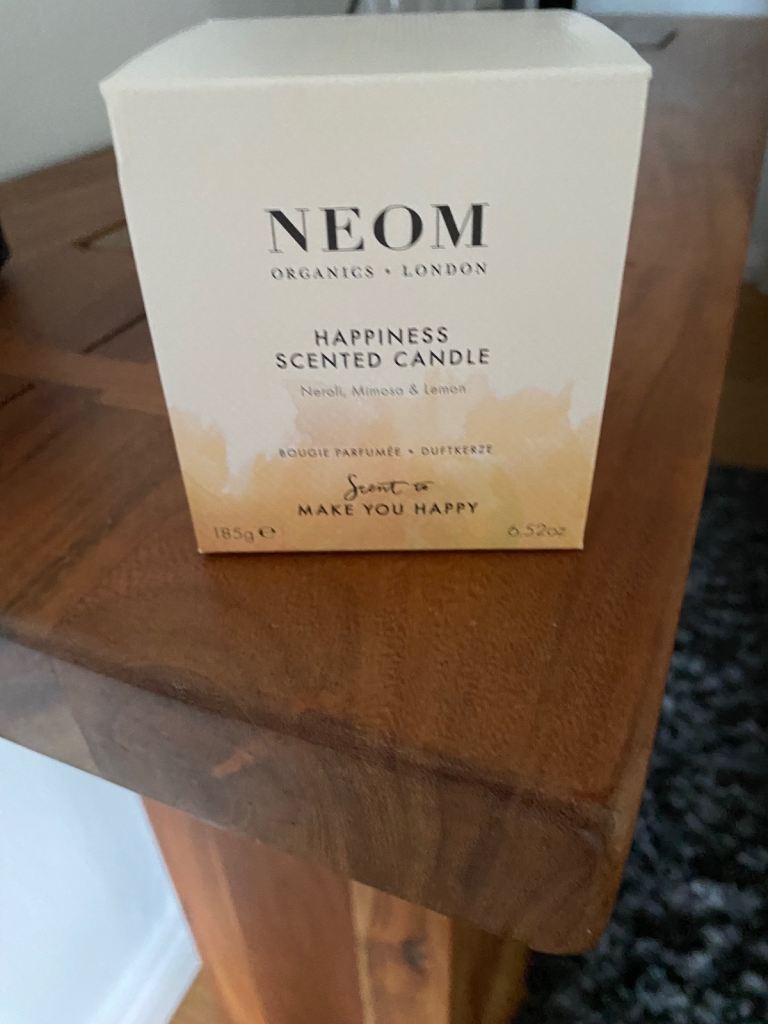 NEOM
ORGANICS • LONDON
HAPPINESS
SCENTED CANDLE
Neroli, Mimosa & Lemon
BOUGIE PARFUMÉE • DUFTKERZE
Scent to
MAKE YOU HAPPY
185g ℮ 6.52oz